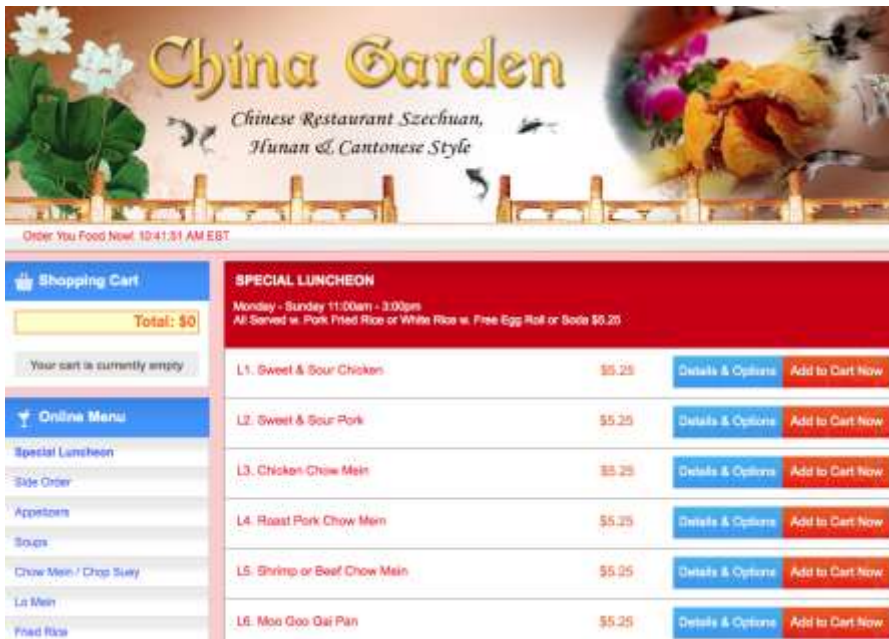 China Garden
Chinese Restaurant Szechuan,
Hunan & Cantonese Style
Order You Food Now! 10:41:51 AM EST
Shopping Cart
Total: $0
Your cart is currently empty
Online Menu
Special Luncheon
Side Order
Appetizers
Soups
Chow Mein / Chop Suey
Lo Mein
Fried Rice
SPECIAL LUNCHEON
Monday - Sunday 11:00am - 3:00pm
All Served w. Pork Fried Rice or White Rice w. Free Egg Roll or Soda $5.25
L1. Sweet & Sour Chicken $5.25 Details & Options Add to Cart Now
L2. Sweet & Sour Pork $5.25 Details & Options Add to Cart Now
L3. Chicken Chow Mein $5.25 Details & Options Add to Cart Now
L4. Roast Pork Chow Mein $5.25 Details & Options Add to Cart Now
L5. Shrimp or Beef Chow Mein $5.25 Details & Options Add to Cart Now
L6. Moo Goo Gai Pan $5.25 Details & Options Add to Cart Now